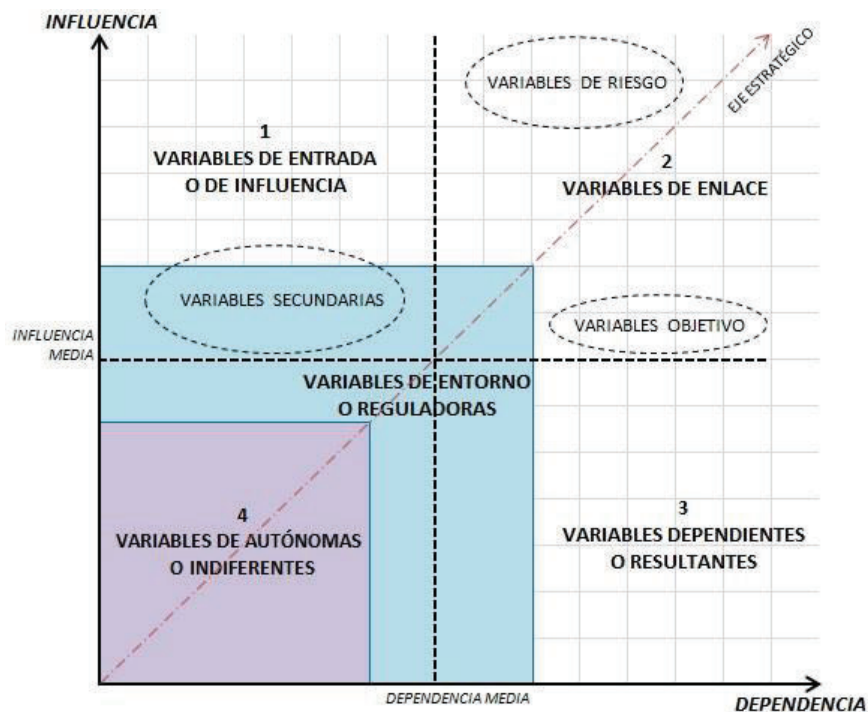 INFLUENCIA
VARIABLES DE RIESGO
EJE ESTRATÉGICO
1
VARIABLES DE ENTRADA
O DE INFLUENCIA
2
VARIABLES DE ENLACE
VARIABLES SECUNDARIAS
VARIABLES OBJETIVO
INFLUENCIA
MEDIA
VARIABLES DE ENTORNO
O REGULADORAS
4
VARIABLES DE AUTÓNOMAS
O INDIFERENTES
3
VARIABLES DEPENDIENTES
O RESULTANTES
DEPENDENCIA MEDIA
DEPENDENCIA